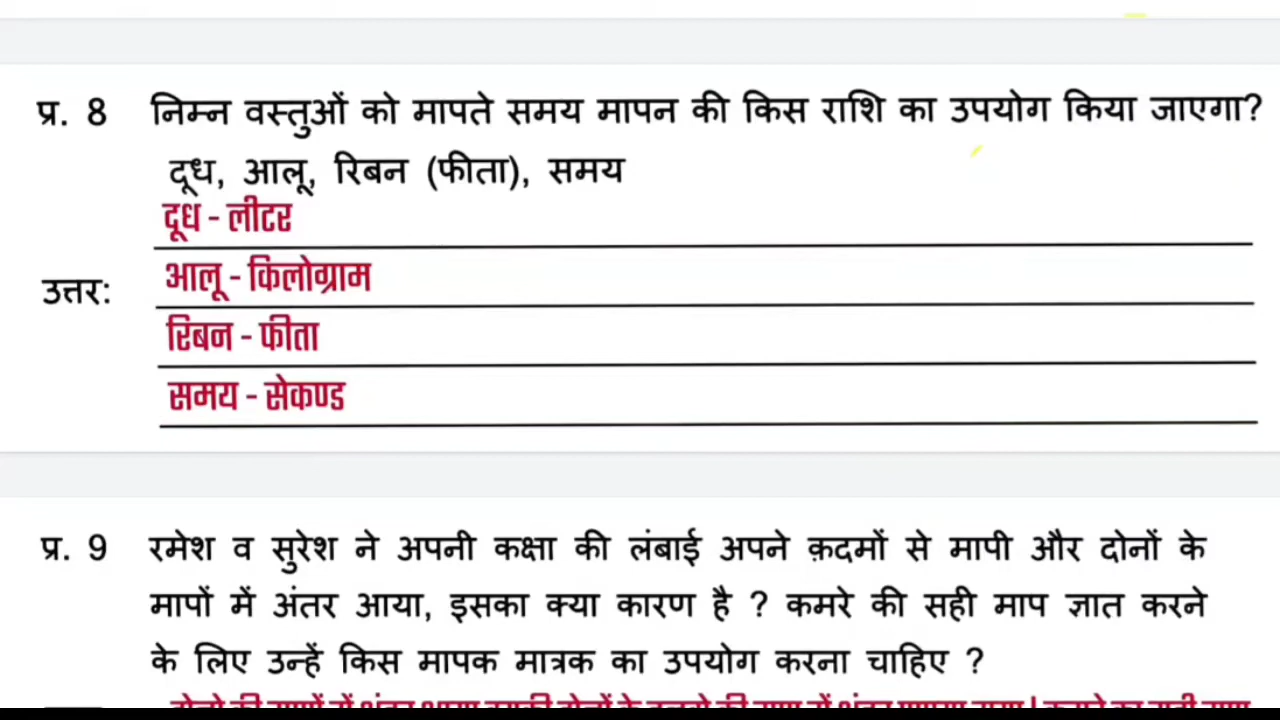 प्र. 8 निम्न वस्तुओं को मापते समय मापन की किस राशि का उपयोग किया जाएगा?
दूध, आलू, रिबन (फीता), समय
दूध - लीटर
उत्तर: आलू - किलोग्राम
रिबन - फीता
समय - सेकण्ड
प्र. 9 रमेश व सुरेश ने अपनी कक्षा की लंबाई अपने क़दमों से मापी और दोनों के
मापों में अंतर आया, इसका क्या कारण है ? कमरे की सही माप ज्ञात करने
के लिए उन्हें किस मापक मात्रक का उपयोग करना चाहिए ?